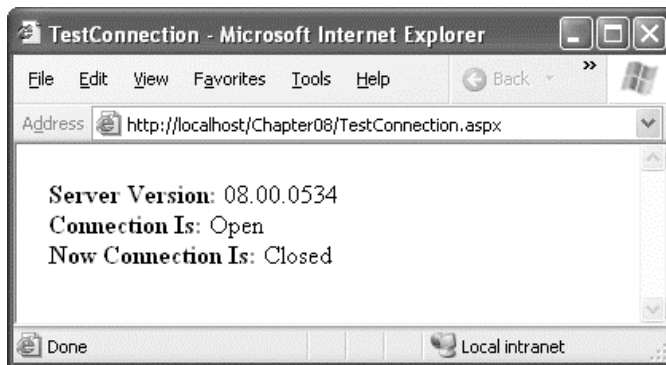 TestConnection - Microsoft Internet Explorer
File Edit View Favorites Tools Help Back »
Address http://localhost/Chapter08/TestConnection.aspx
Server Version: 08.00.0534
Connection Is: Open
Now Connection Is: Closed
Done Local intranet